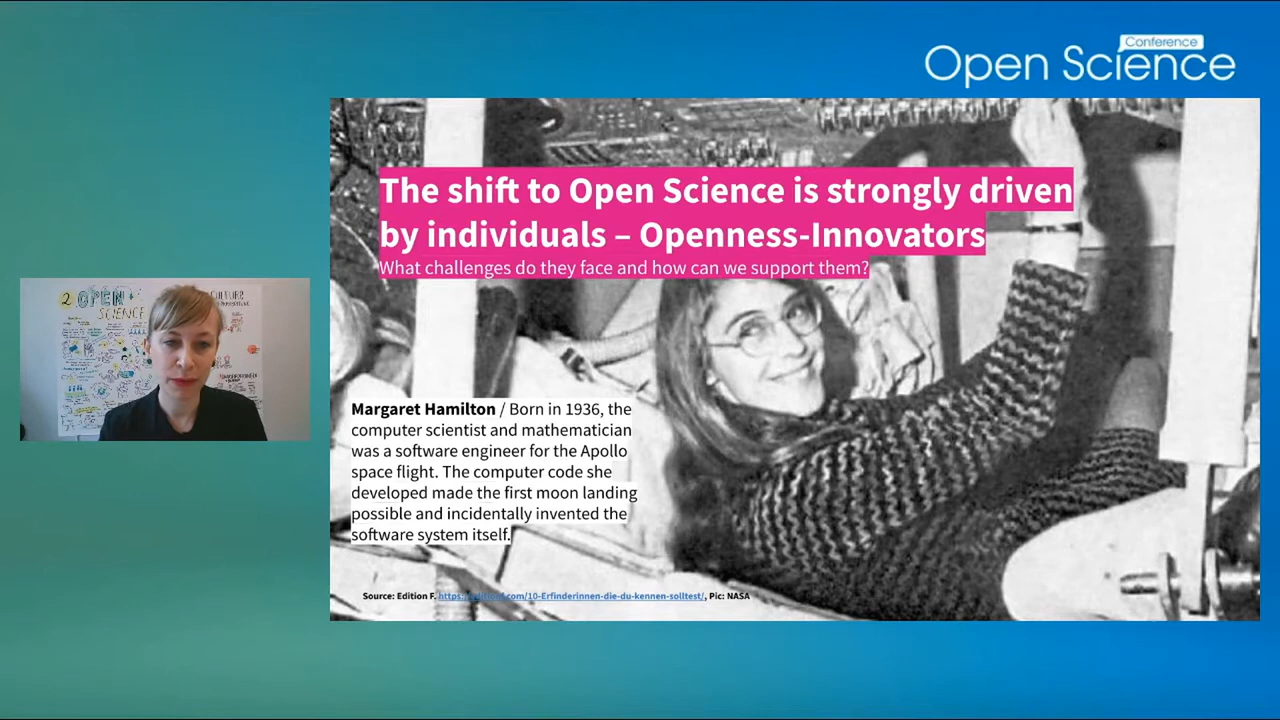 Conference
Open Science
The shift to Open Science is strongly driven
by individuals – Openness-Innovators
What challenges do they face and how can we support them?
2 OPEN
SCIENCE
Margaret Hamilton / Born in 1936, the
computer scientist and mathematician
was a software engineer for the Apollo
space flight. The computer code she
developed made the first moon landing
possible and incidentally invented the
software system itself.
Source: Edition F. /10-Erfinderinnen-die-du-kennen-solltest/, Pic: NASA